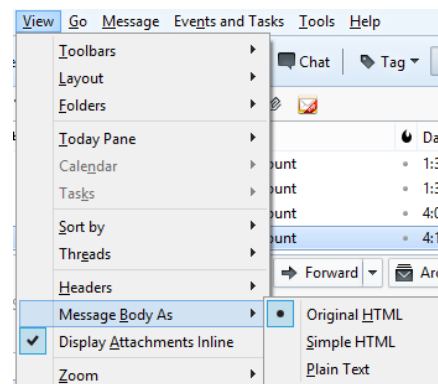 View Go Message Events and Tasks Tools Help
Toolbars
Chat Tag
Layout
Folders
Today Pane
Calendar
Tasks
Sort by
Threads
Headers
Forward
Message Body As
Original HTML
Display Attachments Inline
Simple HTML
Zoom
Plain Text